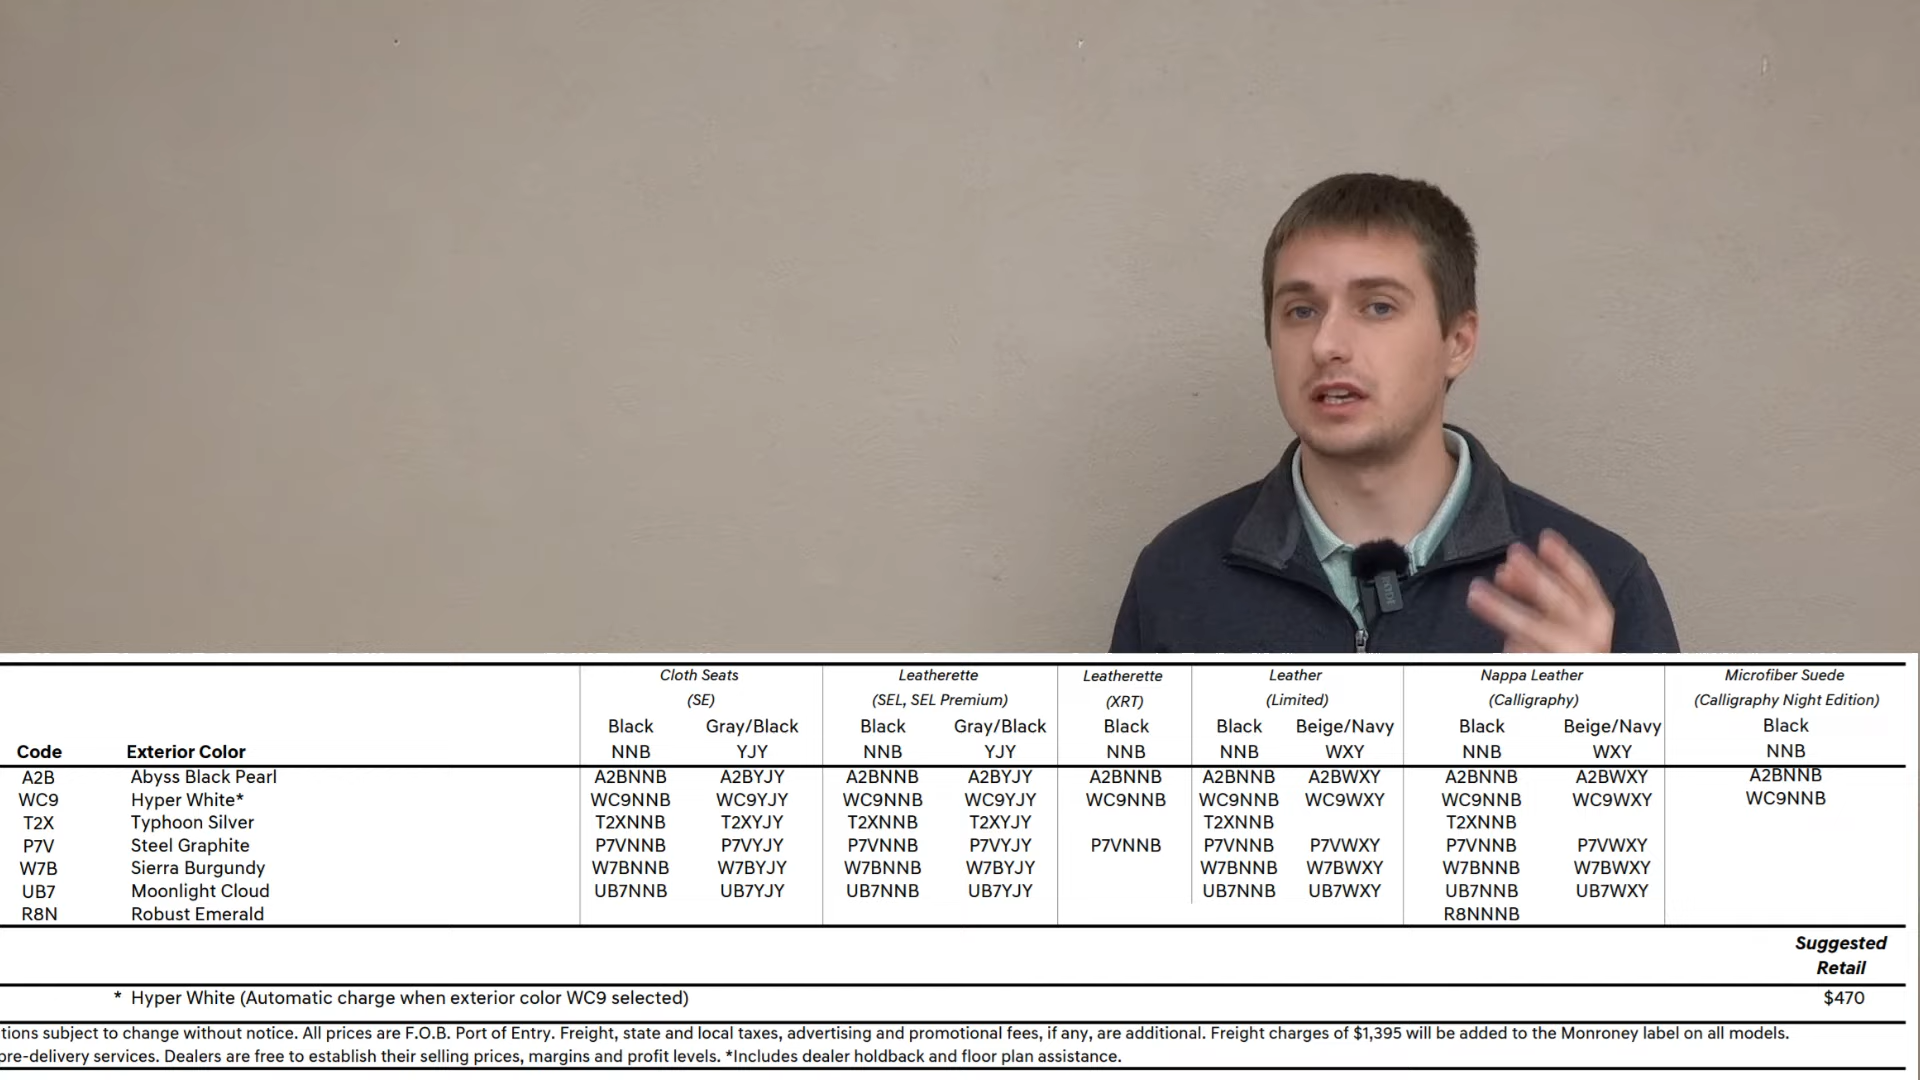 Cloth Seats Leatherette Leatherette Leather Nappa Leather Microfiber Suede
(SE) (SEL, SEL Premium) (XRT) (Limited) (Calligraphy) (Calligraphy Night Edition)
Black Gray/Black Black Gray/Black Black Black Beige/Navy Black Beige/Navy Black
Code Exterior Color NNB YJY NNB YJY NNB NNB WXY NNB WXY NNB
A2B Abyss Black Pearl A2BNNB A2BYJY A2BNNB A2BYJY A2BNNB A2BNNB A2BWXY A2BNNB A2BWXY A2BNNB
WC9 Hyper White* WC9NNB WC9YJY WC9NNB WC9YJY WC9NNB WC9NNB WC9WXY WC9NNB WC9WXY WC9NNB
T2X Typhoon Silver T2XNNB T2XYJY T2XNNB T2XYJY T2XNNB T2XNNB
P7V Steel Graphite P7VNNB P7VYJY P7VNNB P7VYJY P7VNNB P7VNNB P7VWXY P7VNNB P7VWXY
W7B Sierra Burgundy W7BNNB W7BYJY W7BNNB W7BYJY W7BNNB W7BWXY W7BNNB W7BWXY
UB7 Moonlight Cloud UB7NNB UB7YJY UB7NNB UB7YJY UB7NNB UB7WXY UB7NNB UB7WXY
R8N Robust Emerald R8NNNB
Suggested
Retail
* Hyper White (Automatic charge when exterior color WC9 selected) $470
tions subject to change without notice. All prices are F.O.B. Port of Entry. Freight, state and local taxes, advertising and promotional fees, if any, are additional. Freight charges of $1,395 will be added to the Monroney label on all models.
pre-delivery services. Dealers are free to establish their selling prices, margins and profit levels. *Includes dealer holdback and floor plan assistance.